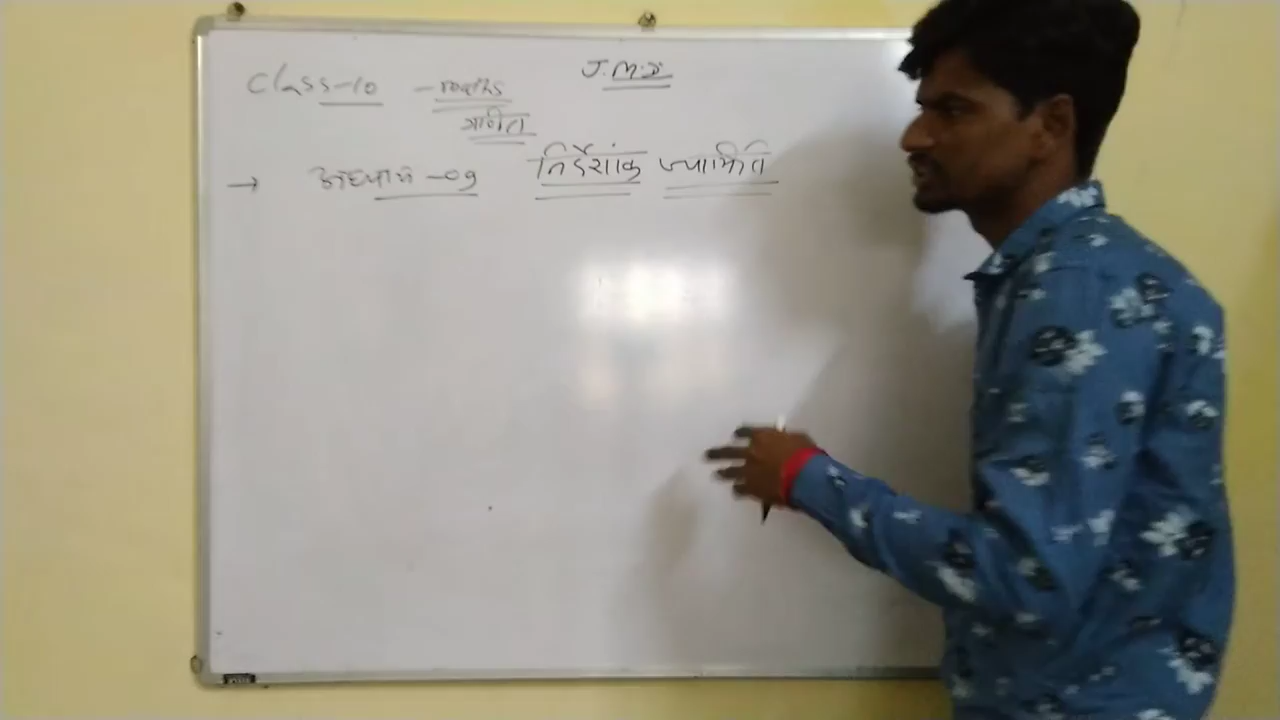 J.M.D.
Class-10 - maths
गणित
→ अध्याय -09 निर्देशांक ज्यामिति